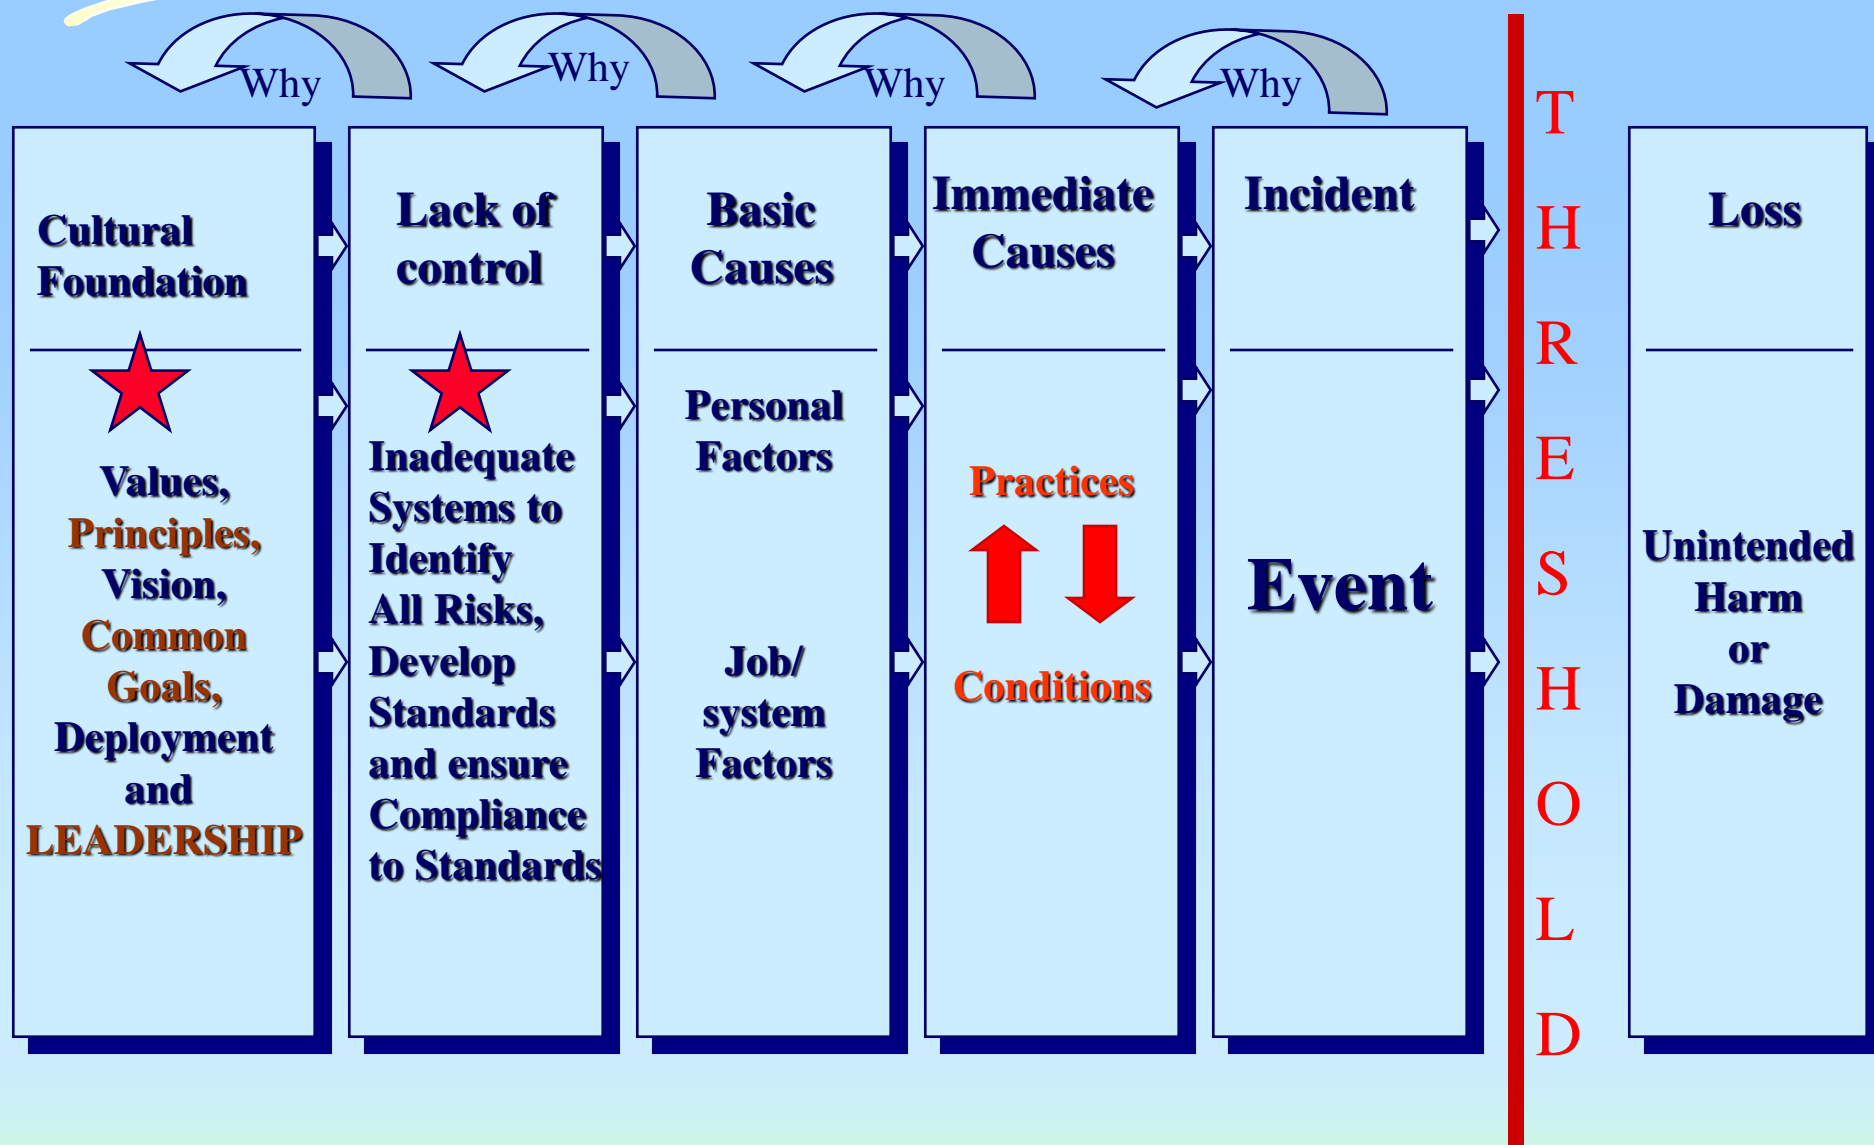 Why
Why
Why
Why
Cultural
Foundation
Values,
Principles,
Vision,
Common
Goals,
Deployment
and
LEADERSHIP
Lack of
control
Inadequate
Systems to
Identify
All Risks,
Develop
Standards
and ensure
Compliance
to Standards
Basic
Causes
Personal
Factors
Job/
system
Factors
Immediate
Causes
Practices
Conditions
Incident
Event
T
H
R
E
S
H
O
L
D
Loss
Unintended
Harm
or
Damage